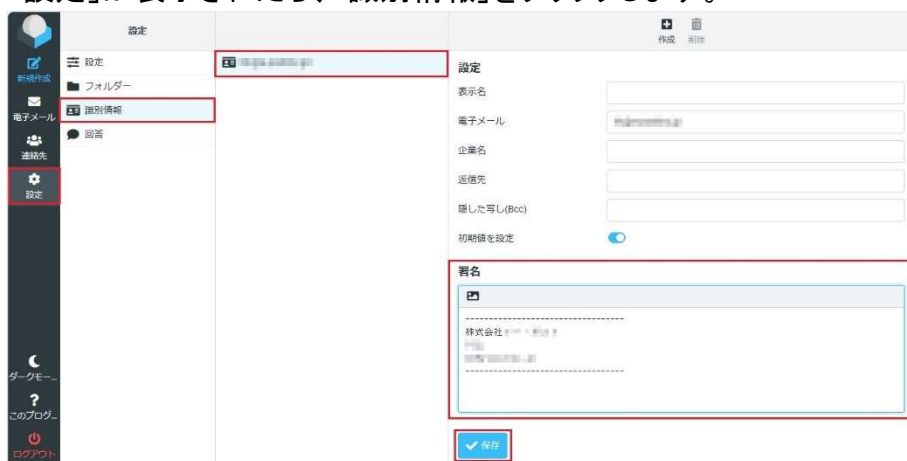 設定」が表示されたら、「識別情報」をクリックします。
設定
作成 削除
新規作成
電子メール
連絡先
設定
ダークモー...
このプログ...
ログアウト
設定
フォルダー
識別情報
回答
設定
表示名
電子メール
企業名
返信先
隠した写し(Bcc)
初期値を設定
署名
----------------------------------
株式会社
----------------------------------
保存